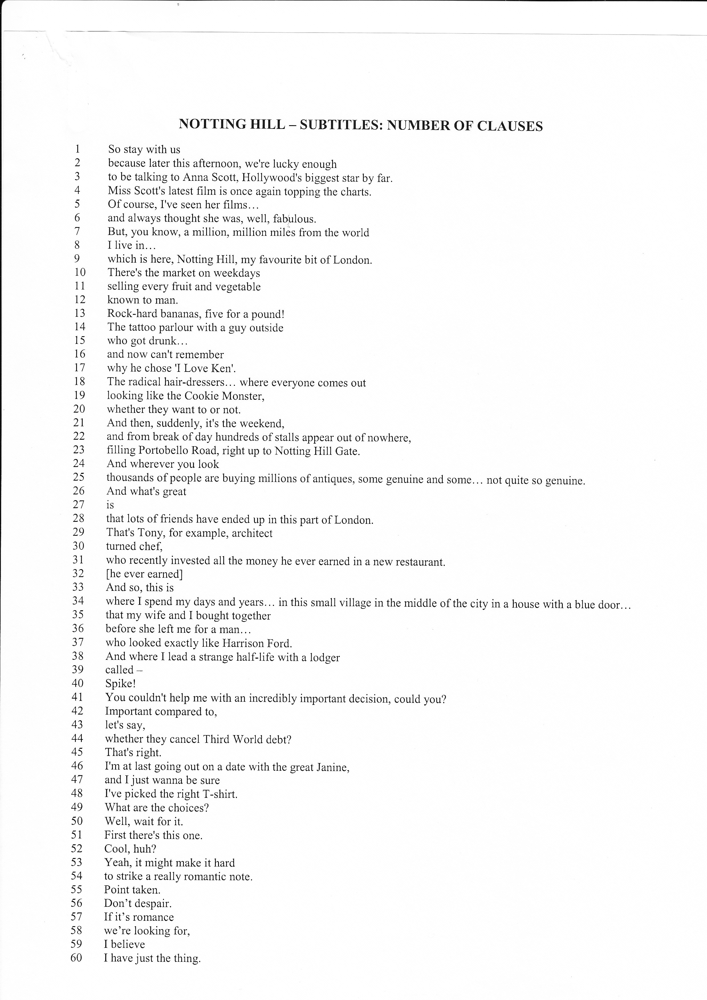 NOTTING HILL – SUBTITLES: NUMBER OF CLAUSES
1 So stay with us
2 because later this afternoon, we're lucky enough
3 to be talking to Anna Scott, Hollywood's biggest star by far.
4 Miss Scott's latest film is once again topping the charts.
5 Of course, I've seen her films…
6 and always thought she was, well, fabulous.
7 But, you know, a million, million miles from the world
8 I live in…
9 which is here, Notting Hill, my favourite bit of London.
10 There's the market on weekdays
11 selling every fruit and vegetable
12 known to man.
13 Rock-hard bananas, five for a pound!
14 The tattoo parlour with a guy outside
15 who got drunk…
16 and now can't remember
17 why he chose 'I Love Ken'.
18 The radical hair-dressers… where everyone comes out
19 looking like the Cookie Monster,
20 whether they want to or not.
21 And then, suddenly, it's the weekend,
22 and from break of day hundreds of stalls appear out of nowhere,
23 filling Portobello Road, right up to Notting Hill Gate.
24 And wherever you look
25 thousands of people are buying millions of antiques, some genuine and some… not quite so genuine.
26 And what's great
27 is
28 that lots of friends have ended up in this part of London.
29 That's Tony, for example, architect
30 turned chef,
31 who recently invested all the money he ever earned in a new restaurant.
32 [he ever earned]
33 And so, this is
34 where I spend my days and years… in this small village in the middle of the city in a house with a blue door…
35 that my wife and I bought together
36 before she left me for a man…
37 who looked exactly like Harrison Ford.
38 And where I lead a strange half-life with a lodger
39 called –
40 Spike!
41 You couldn't help me with an incredibly important decision, could you?
42 Important compared to,
43 let's say,
44 whether they cancel Third World debt?
45 That's right.
46 I'm at last going out on a date with the great Janine,
47 and I just wanna be sure
48 I've picked the right T-shirt.
49 What are the choices?
50 Well, wait for it.
51 First there's this one.
52 Cool, huh?
53 Yeah, it might make it hard
54 to strike a really romantic note.
55 Point taken.
56 Don’t despair.
57 If it’s romance
58 we’re looking for,
59 I believe
60 I have just the thing.